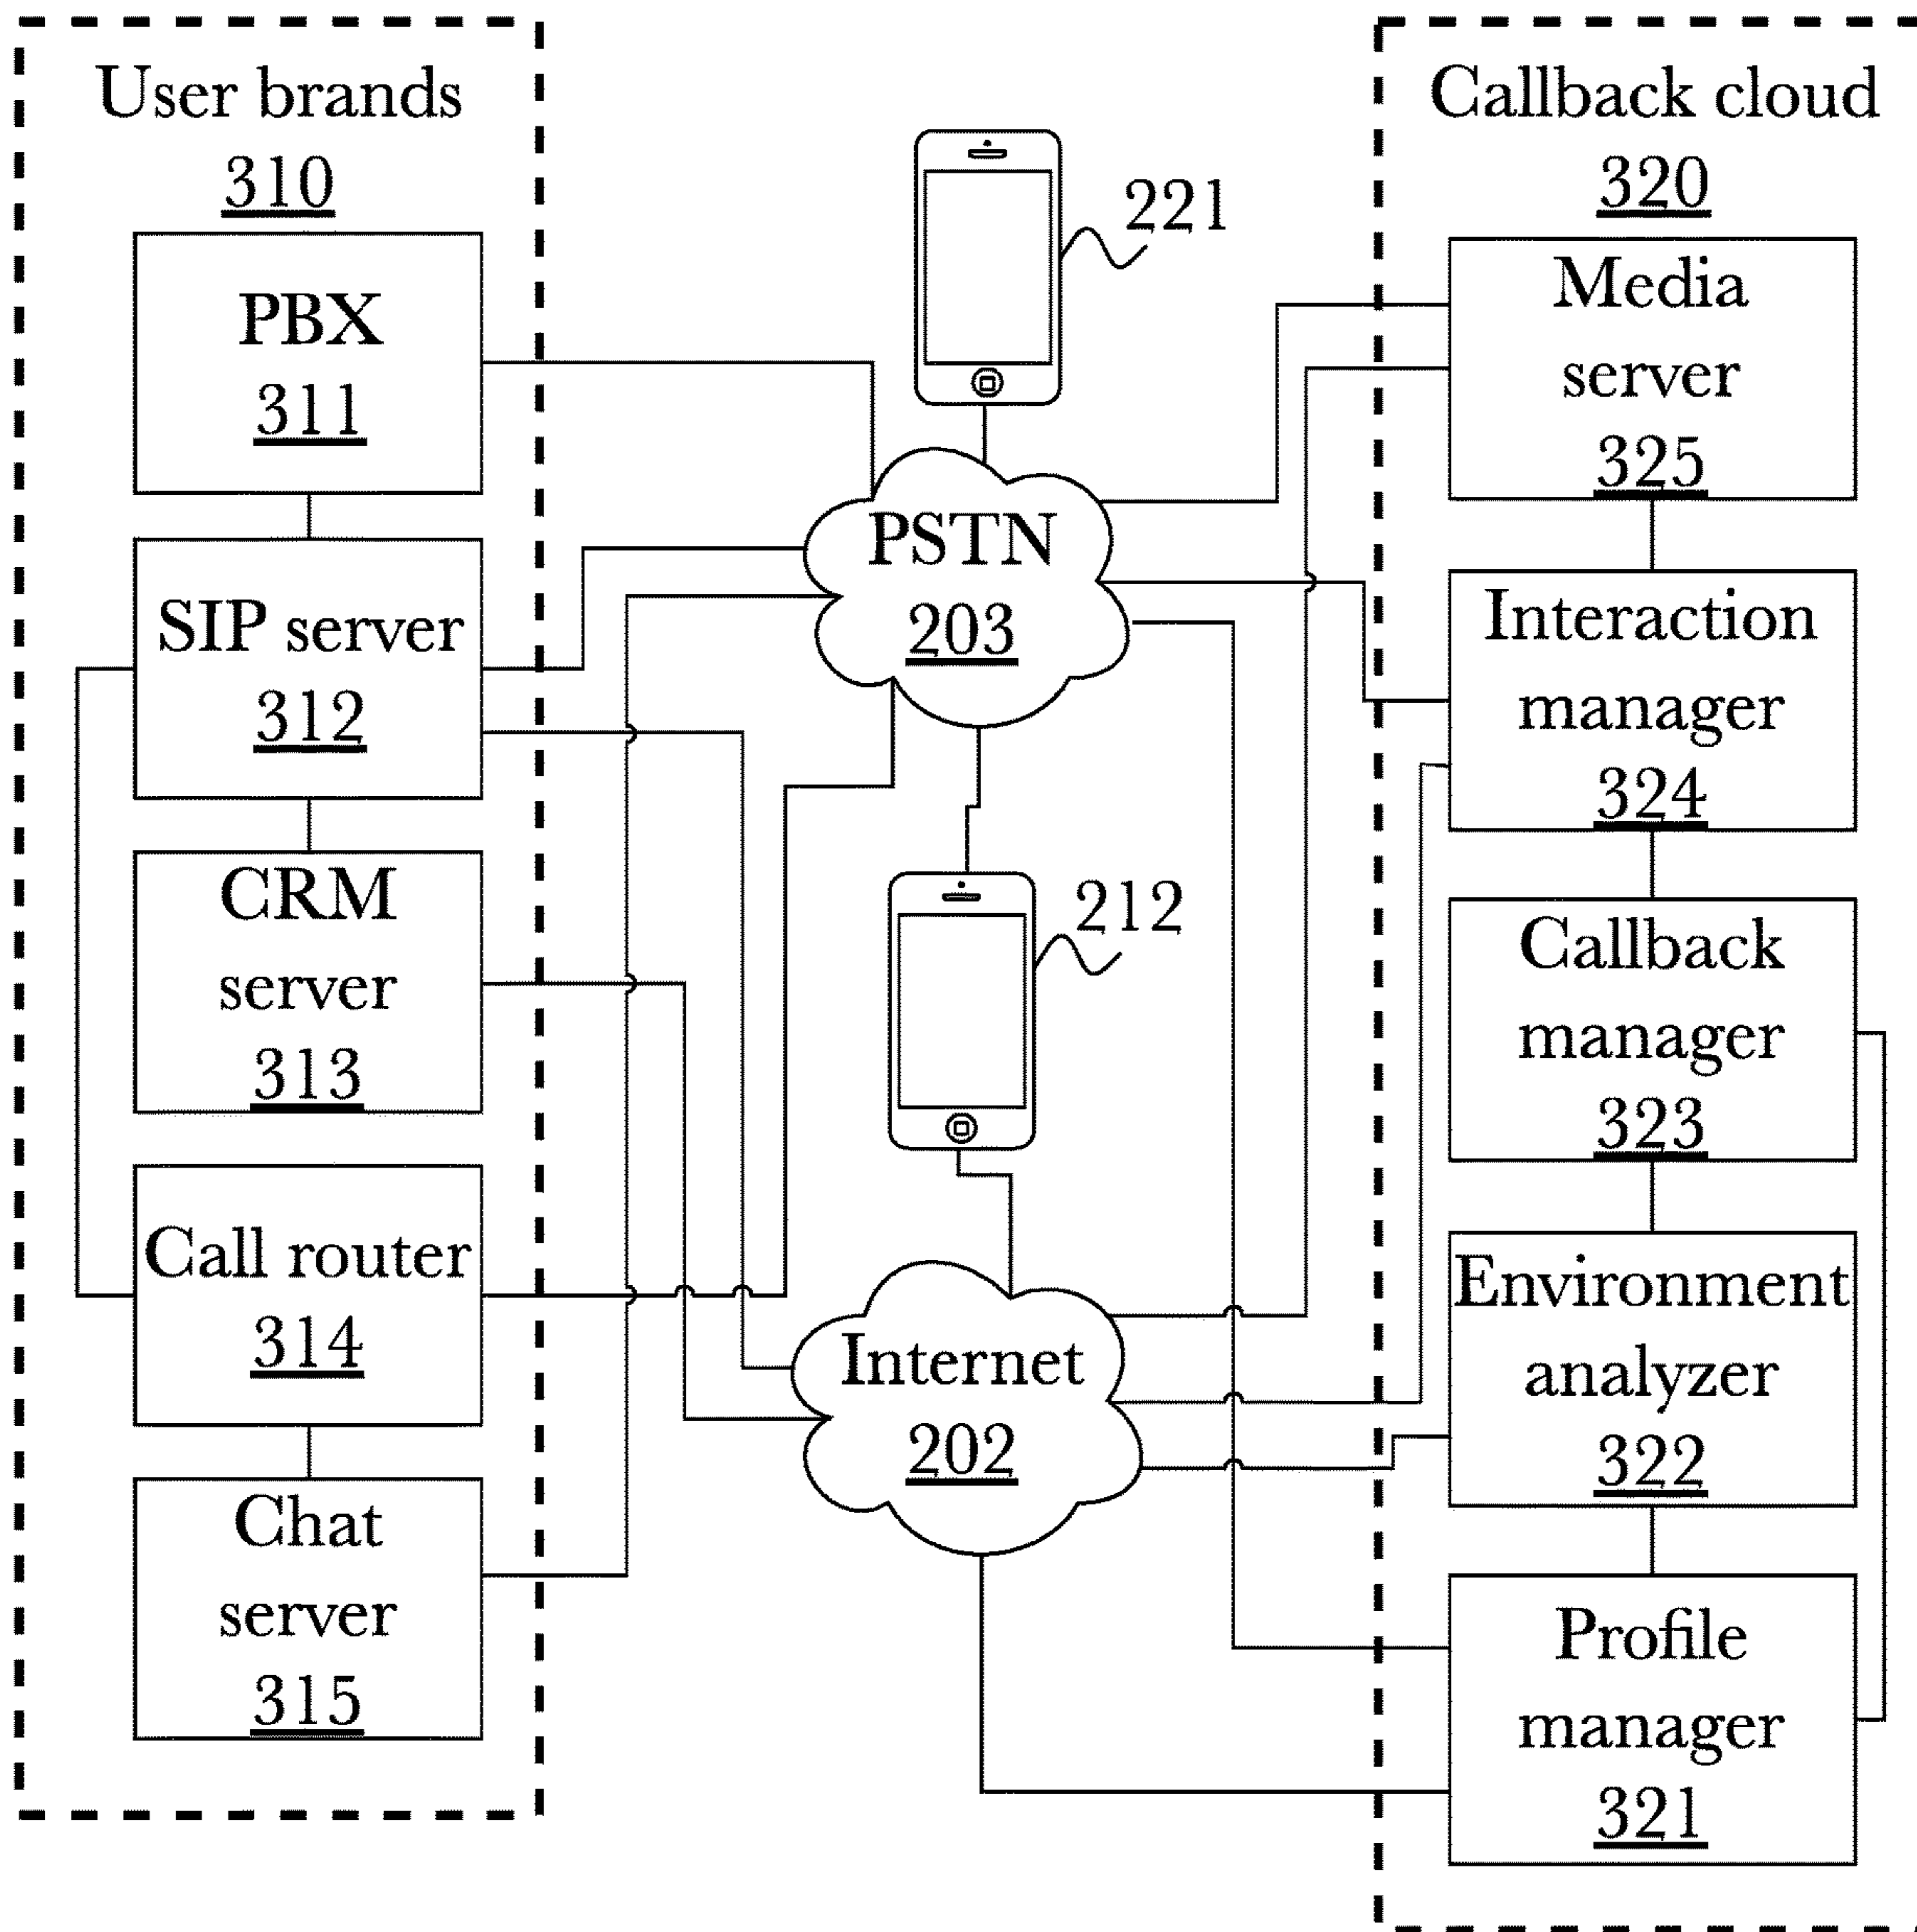 User brands
310
PBX
311
SIP server
312
CRM
server
313
Call router
314
Chat
server
315
221
PSTN
203
212
Internet
202
Callback cloud
320
Media
server
325
Interaction
manager
324
Callback
manager
323
Environment
analyzer
322
Profile
manager
321